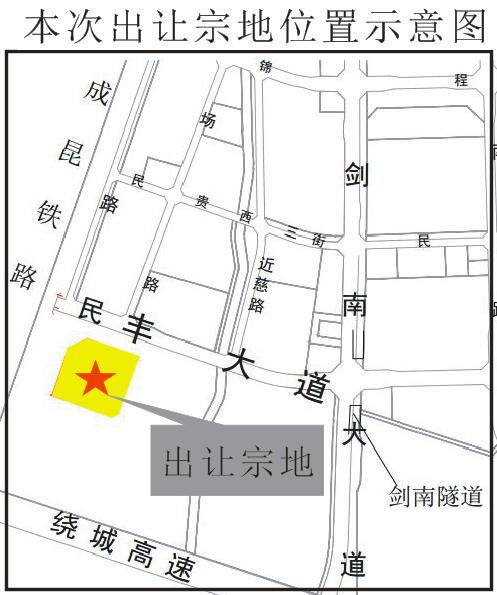 本次出让宗地位置示意图
成昆铁路
锦程
场路
民贵西三街
民
近慈路
路
剑南大道
民丰大道
出让宗地
剑南隧道
绕城高速